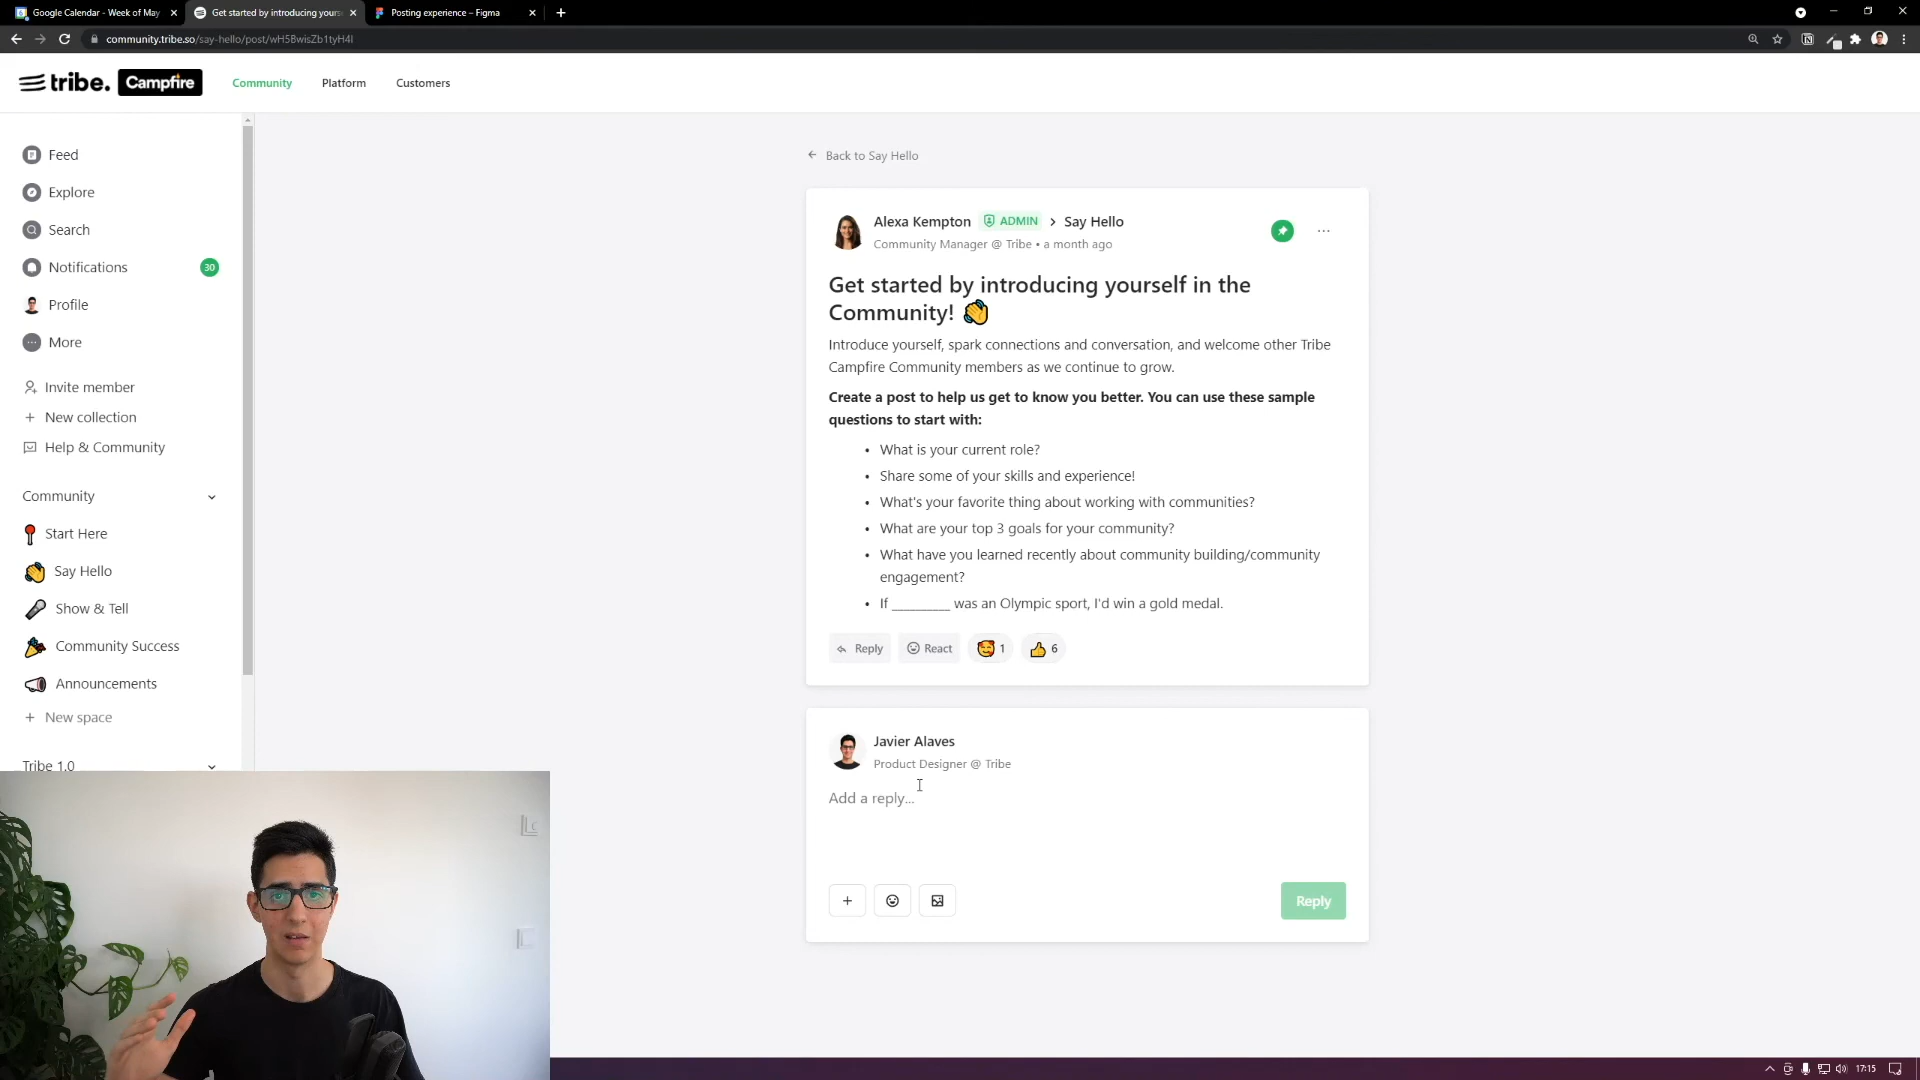 Google Calendar - Week of May
Get started by introducing yours
Posting experience – Figma
community.tribe.so/say-hello/post/wH5BwisZb1tyH4I
tribe. Campfire
Community
Platform
Customers
Feed
Explore
Search
Notifications
30
Profile
More
Invite member
New collection
Help & Community
Community
Start Here
Say Hello
Show & Tell
Community Success
Announcements
New space
Tribe 1.0
Back to Say Hello
Alexa Kempton ADMIN > Say Hello
Community Manager @ Tribe • a month ago
Get started by introducing yourself in the
Community! 👋
Introduce yourself, spark connections and conversation, and welcome other Tribe
Campfire Community members as we continue to grow.
Create a post to help us get to know you better. You can use these sample
questions to start with:
• What is your current role?
• Share some of your skills and experience!
• What's your favorite thing about working with communities?
• What are your top 3 goals for your community?
• What have you learned recently about community building/community
engagement?
• If ________ was an Olympic sport, I'd win a gold medal.
Reply
React
1
6
Javier Alaves
Product Designer @ Tribe
Add a reply...
Reply
17:15